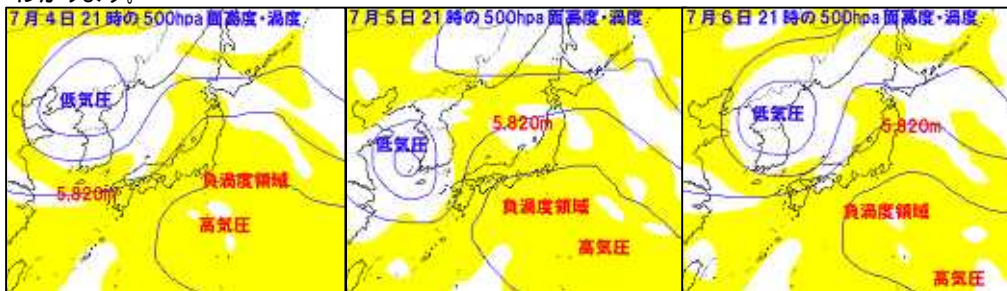 わかります。
7月4日21時の500hpa面高度・渦度
低気圧
5,820m
負渦度領域
高気圧
7月5日21時の500hpa面高度・渦度
5,820m
低気圧
負渦度領域
高気圧
7月6日21時の500hpa面高度・渦度
低気圧
5,820m
負渦度領域
高気圧